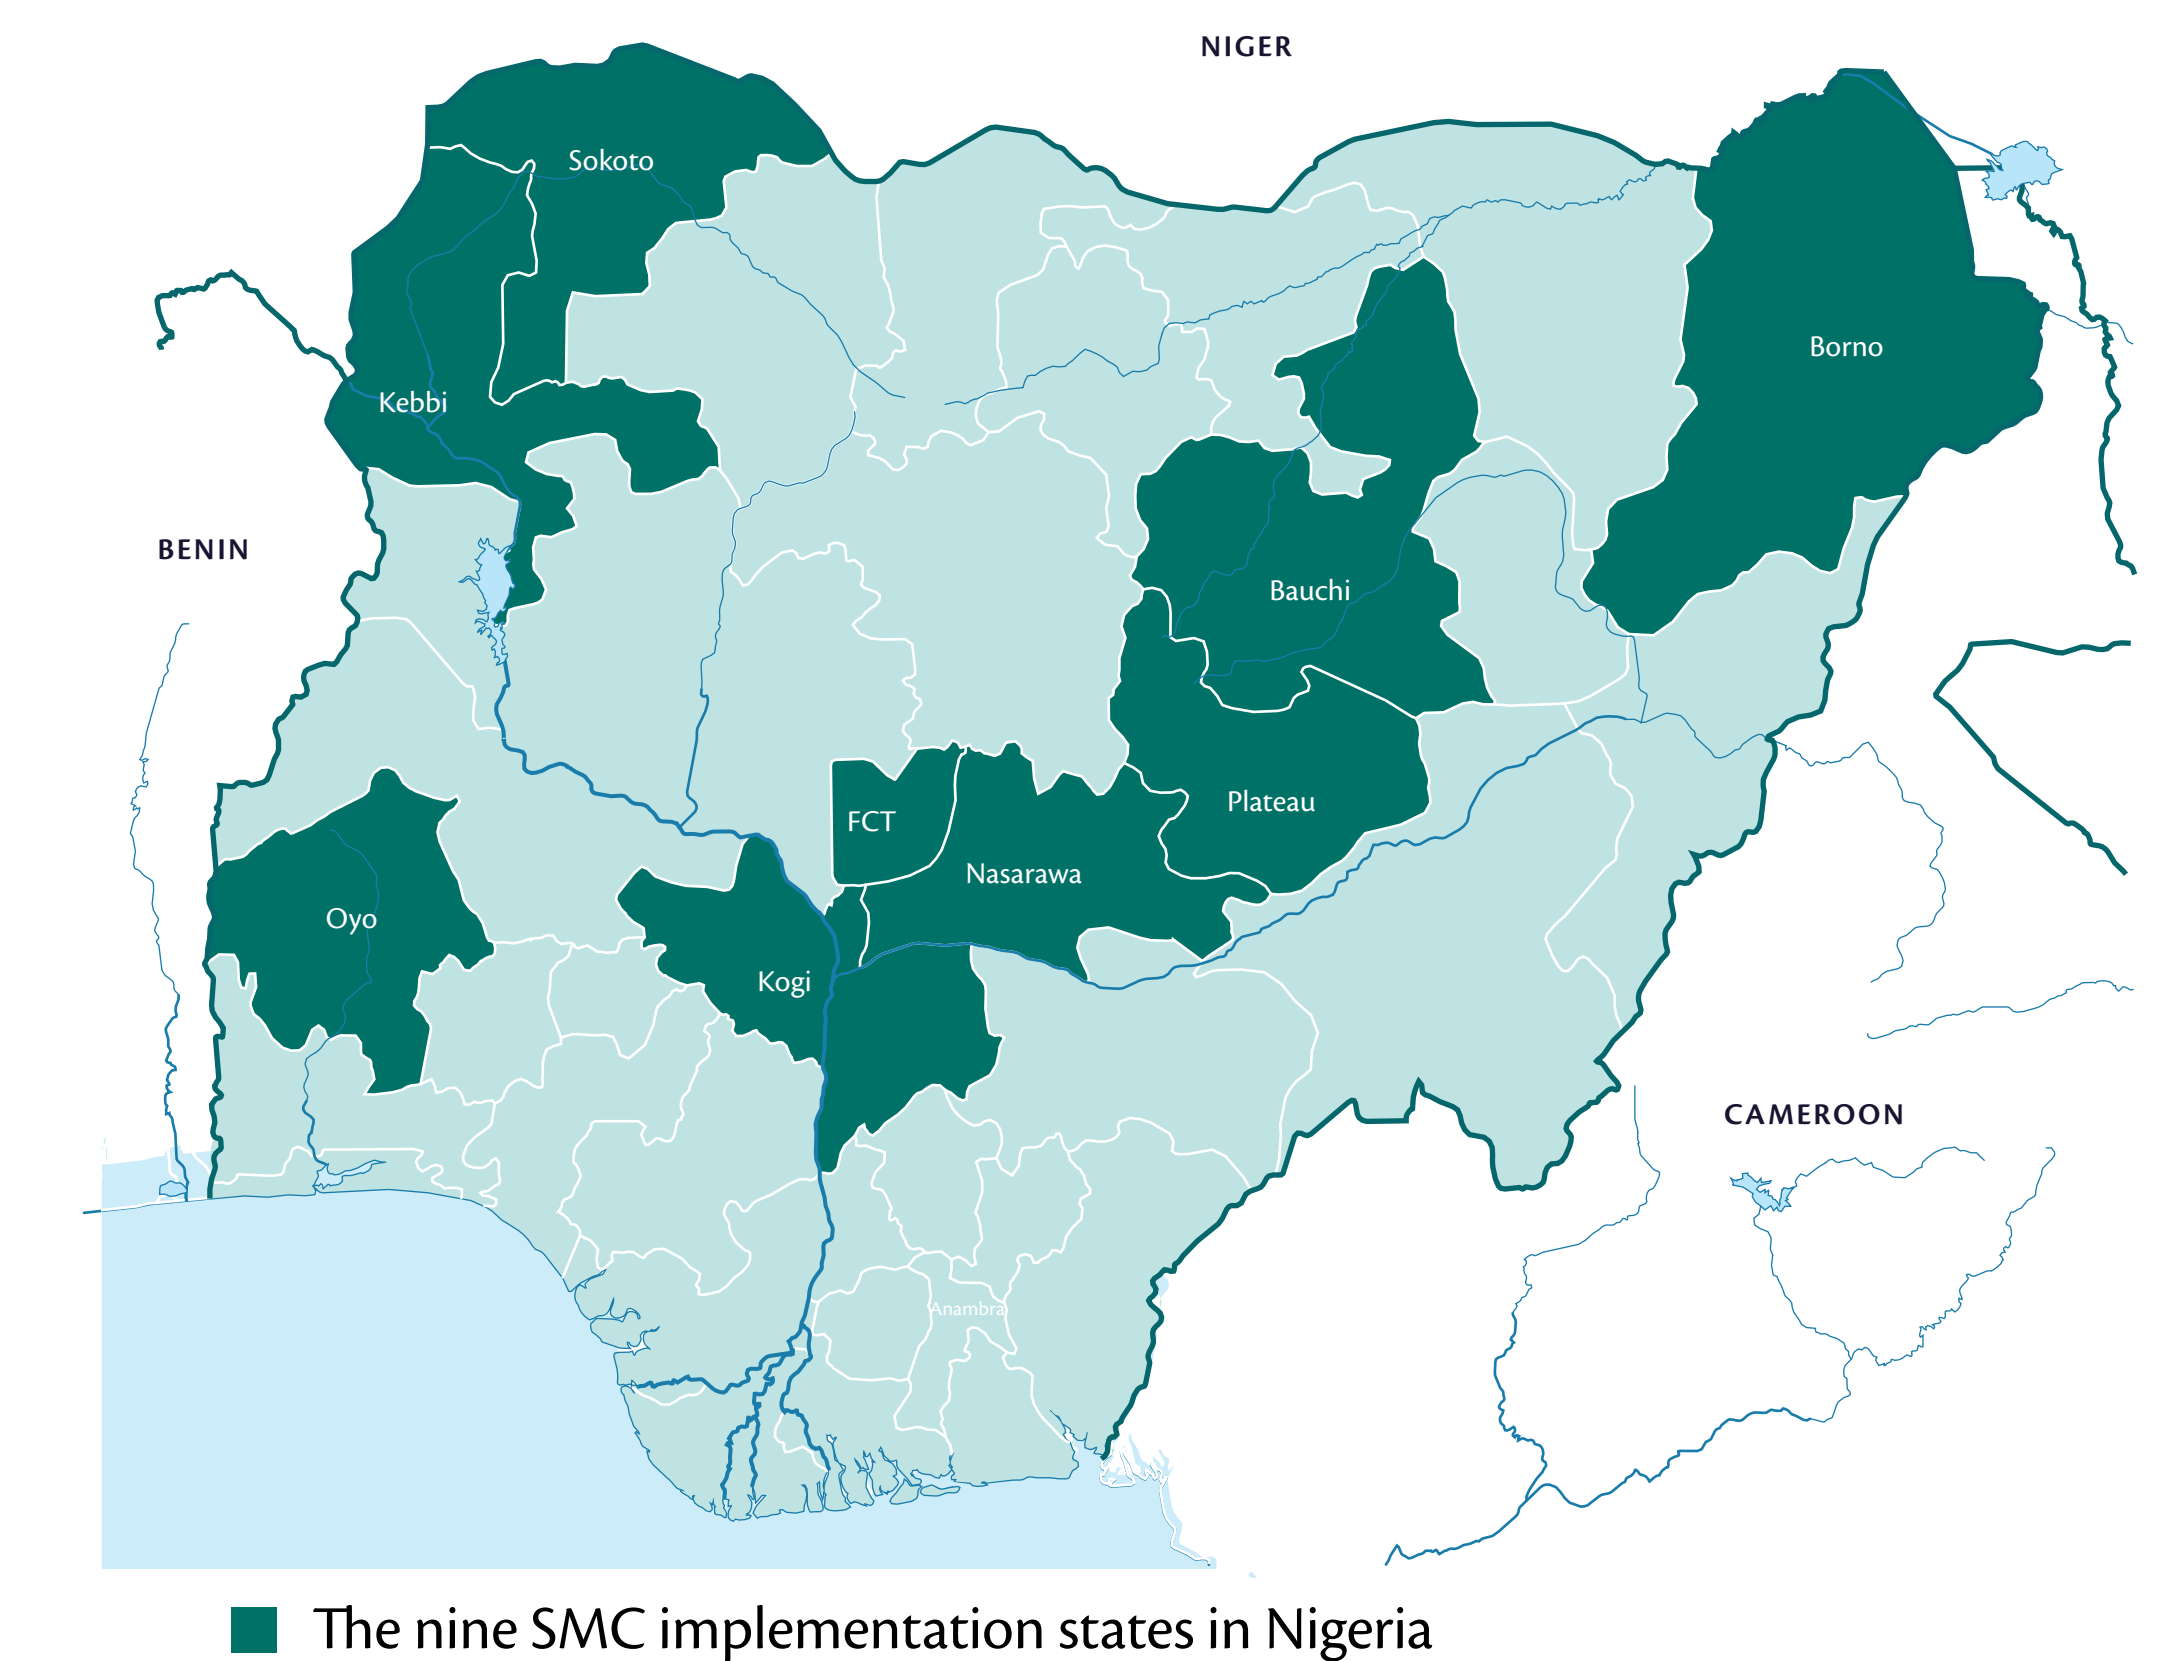 NIGER
Sokoto
Borno
Kebbi
BENIN
Bauchi
Plateau
FCT
Nasarawa
Oyo
Kogi
CAMEROON
Anambra
The nine SMC implementation states in Nigeria